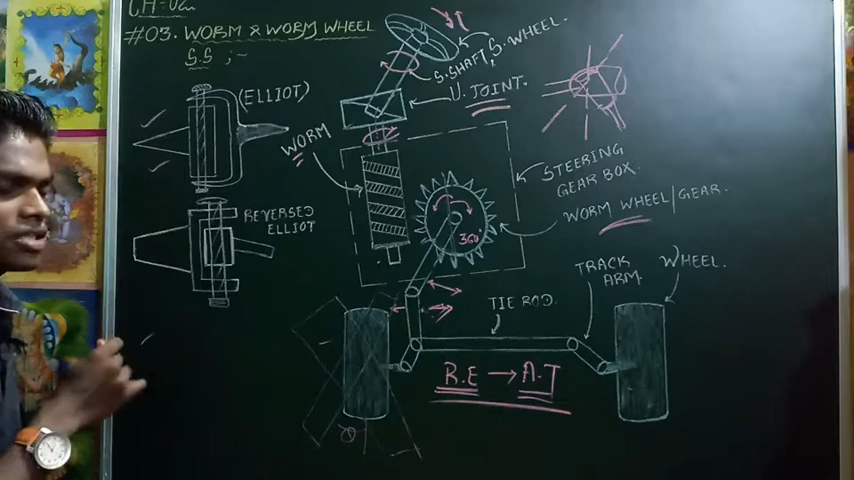 CH-02
#03. WORM & WORM WHEEL
S.S ;-
(ELLIOT)
REVERSED
ELLIOT
WORM
S.SHAFT, S. WHEEL.
U. JOINT.
STEERING
GEAR BOX.
WORM WHEEL/GEAR.
360°
TRACK
ARM.
WHEEL.
TIE ROD.
R.E → A.T